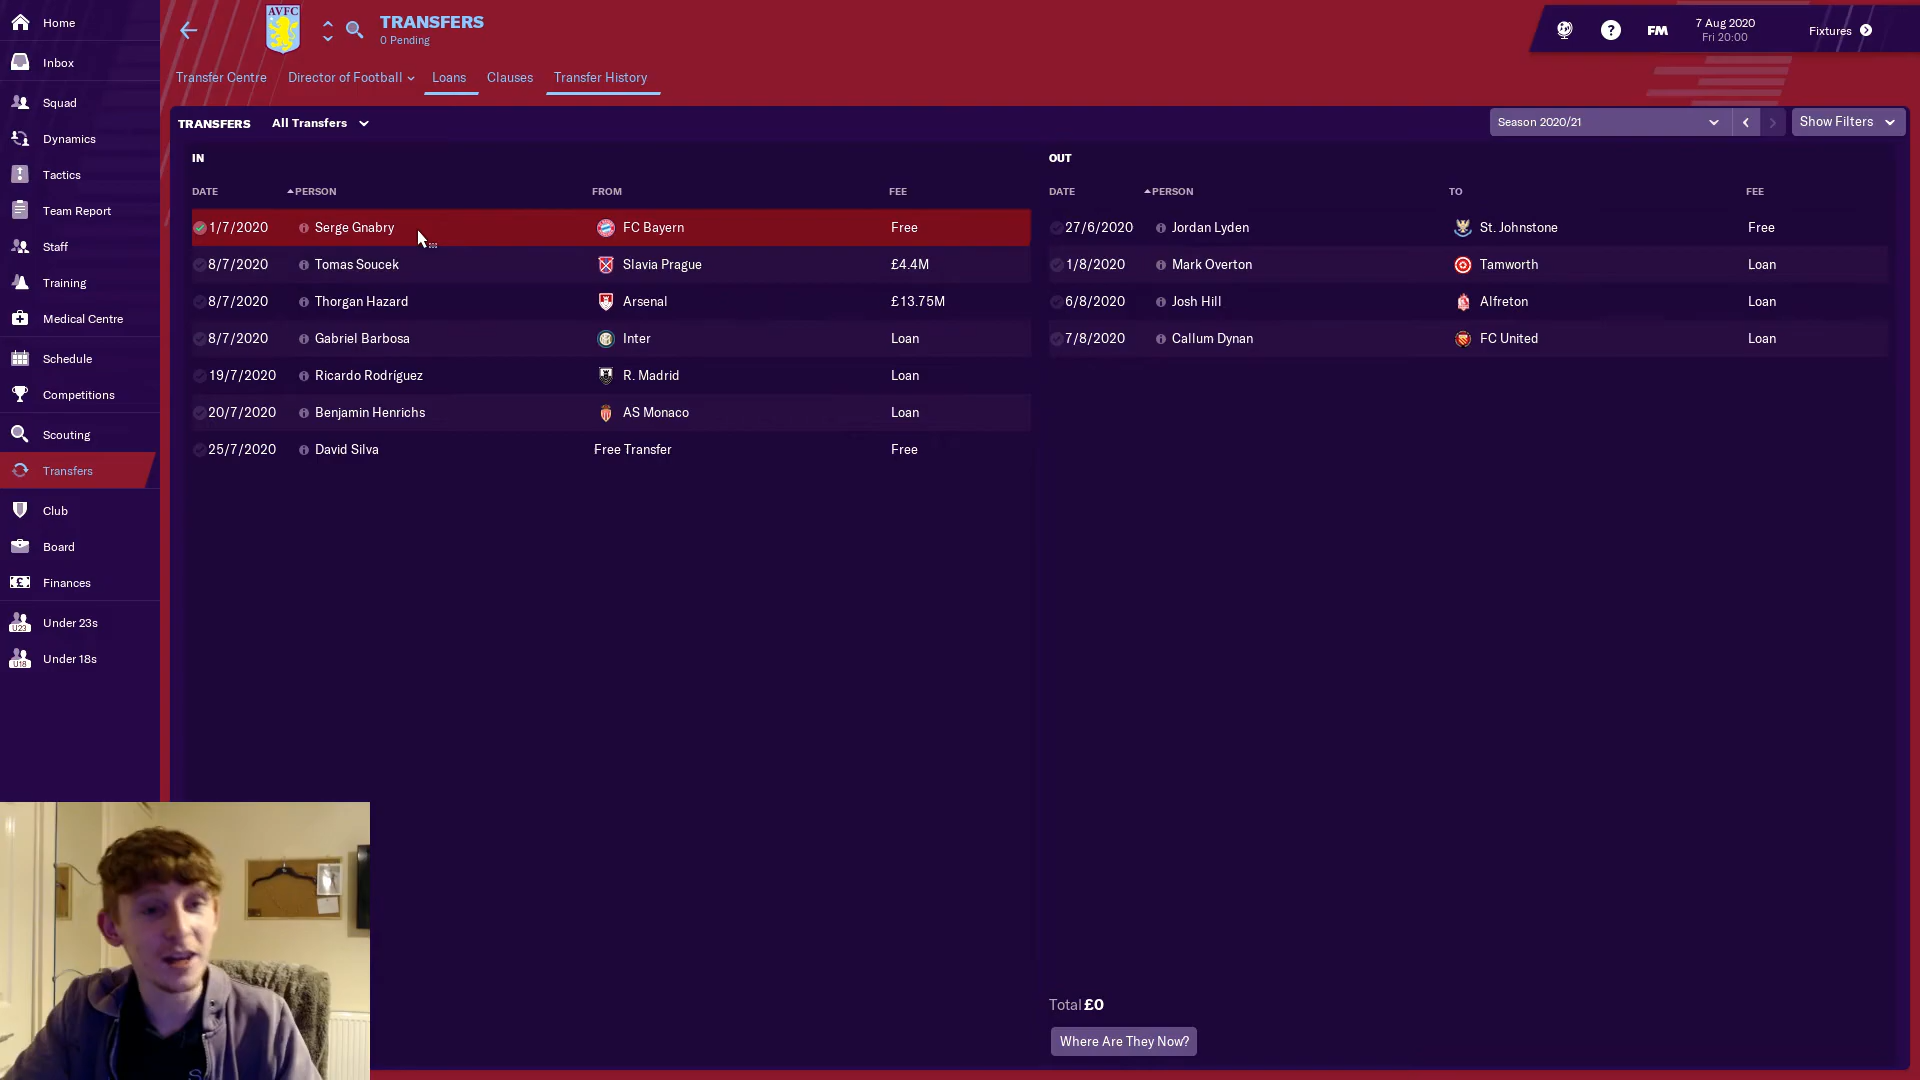 Home
Inbox
Squad
Dynamics
Tactics
Team Report
Staff
Training
Medical Centre
Schedule
Competitions
Scouting
Transfers
Club
Board
Finances
U23 Under 23s
U18 Under 18s
AVFC
TRANSFERS
0 Pending
? FM 7 Aug 2020
Fri 20:00
Fixtures
Transfer Centre Director of Football Loans Clauses Transfer History
TRANSFERS All Transfers Season 2020/21 Show Filters
IN
DATE PERSON FROM FEE
1/7/2020 Serge Gnabry FC Bayern Free
8/7/2020 Tomas Soucek Slavia Prague £4.4M
8/7/2020 Thorgan Hazard Arsenal £13.75M
8/7/2020 Gabriel Barbosa Inter Loan
19/7/2020 Ricardo Rodríguez R. Madrid Loan
20/7/2020 Benjamin Henrichs AS Monaco Loan
25/7/2020 David Silva Free Transfer Free
OUT
DATE PERSON TO FEE
27/6/2020 Jordan Lyden St. Johnstone Free
1/8/2020 Mark Overton Tamworth Loan
6/8/2020 Josh Hill Alfreton Loan
7/8/2020 Callum Dynan FC United Loan
Total £0
Where Are They Now?